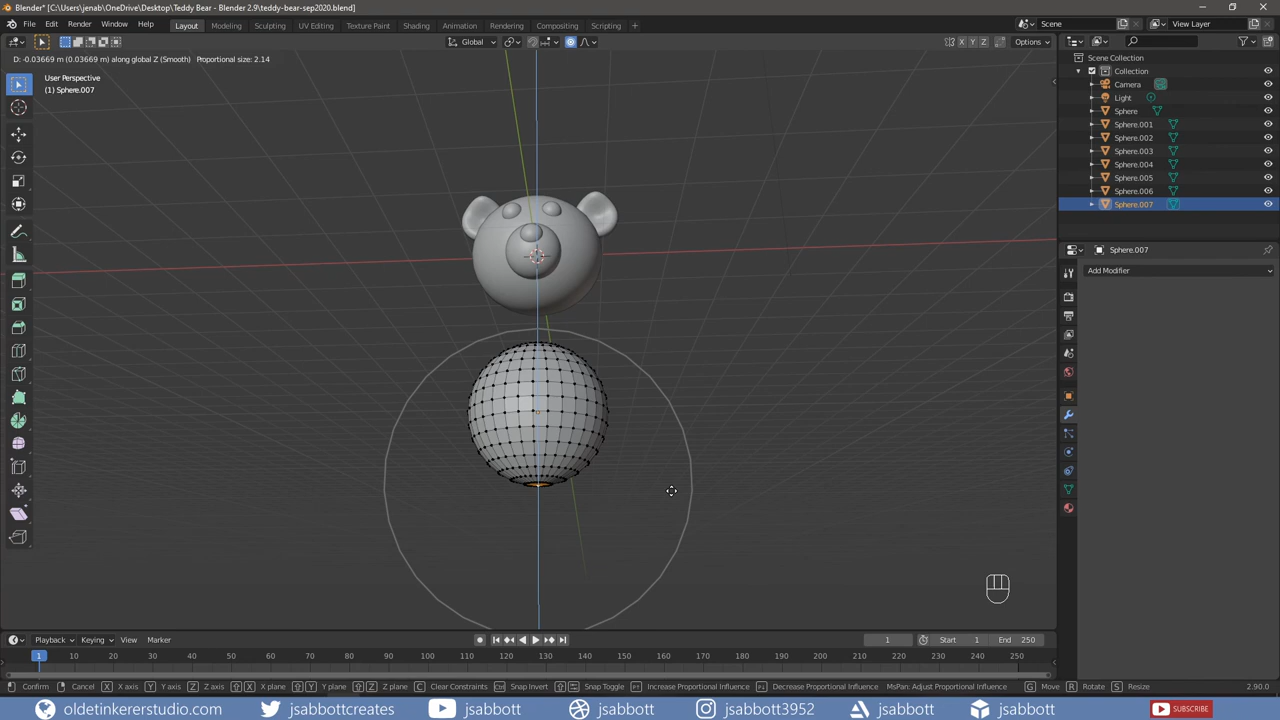 Blender* [C:\Users\jenab\OneDrive\Desktop\Teddy Bear - Blender 2.9\teddy-bear-sep2020.blend]
File Edit Render Window Help Layout Modeling Sculpting UV Editing Texture Paint Shading Animation Rendering Compositing Scripting Scene View Layer
Global X Y Z Options
D: -0.03669 m (0.03669 m) along global Z (Smooth) Proportional size: 2.14
User Perspective
(1) Sphere.007
Scene Collection
Collection
Camera
Light
Sphere
Sphere.001
Sphere.002
Sphere.003
Sphere.004
Sphere.005
Sphere.006
Sphere.007
Sphere.007
Add Modifier
Playback Keying View Marker 1 Start 1 End 250
1 10 20 30 40 50 60 70 80 90 100 110 120 130 140 150 160 170 180 190 200 210 220 230 240 250
Confirm Cancel X X axis Y Y axis Z Z axis X X plane Y Y plane Z Z plane C Clear Constraints Snap Invert Snap Toggle Increase Proportional Influence Decrease Proportional Influence MsPan: Adjust Proportional Influence G Move R Rotate S Resize 2.90.0
oldetinkererstudio.com jsabbottcreates jsabbott jsabbott jsabbott3952 jsabbott jsabbott SUBSCRIBE